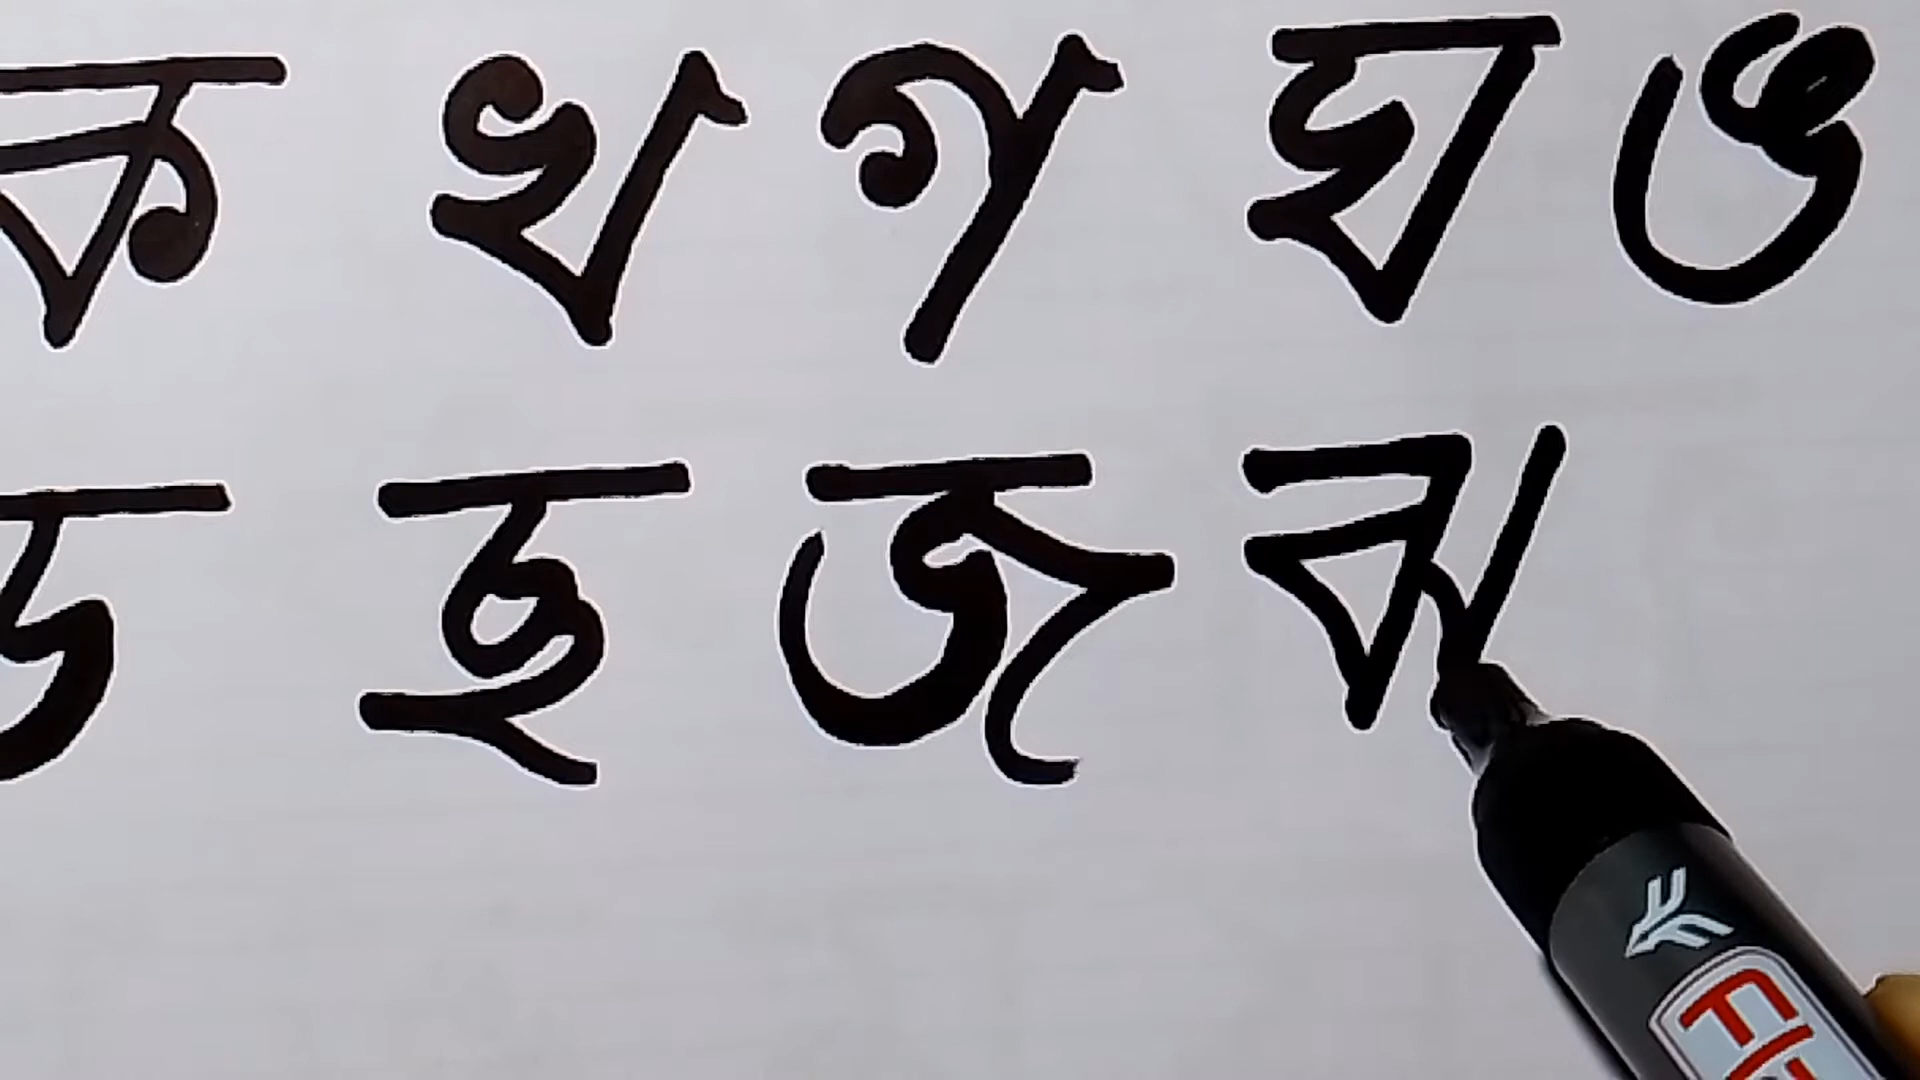 ক খ গ ঘ ঙ
চ ছ জ ঝ